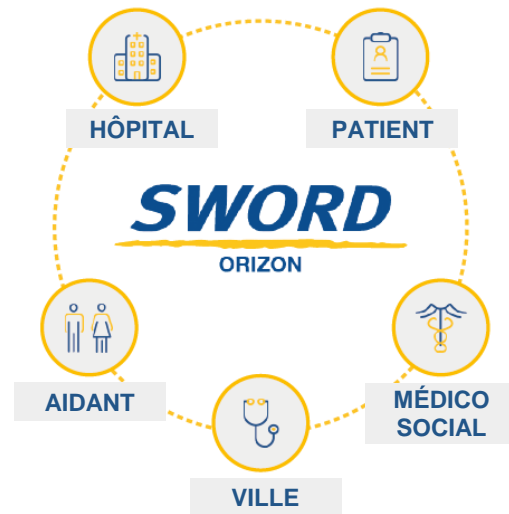 HÔPITAL
PATIENT
SWORD
ORIZON
AIDANT
MÉDICO
SOCIAL
VILLE